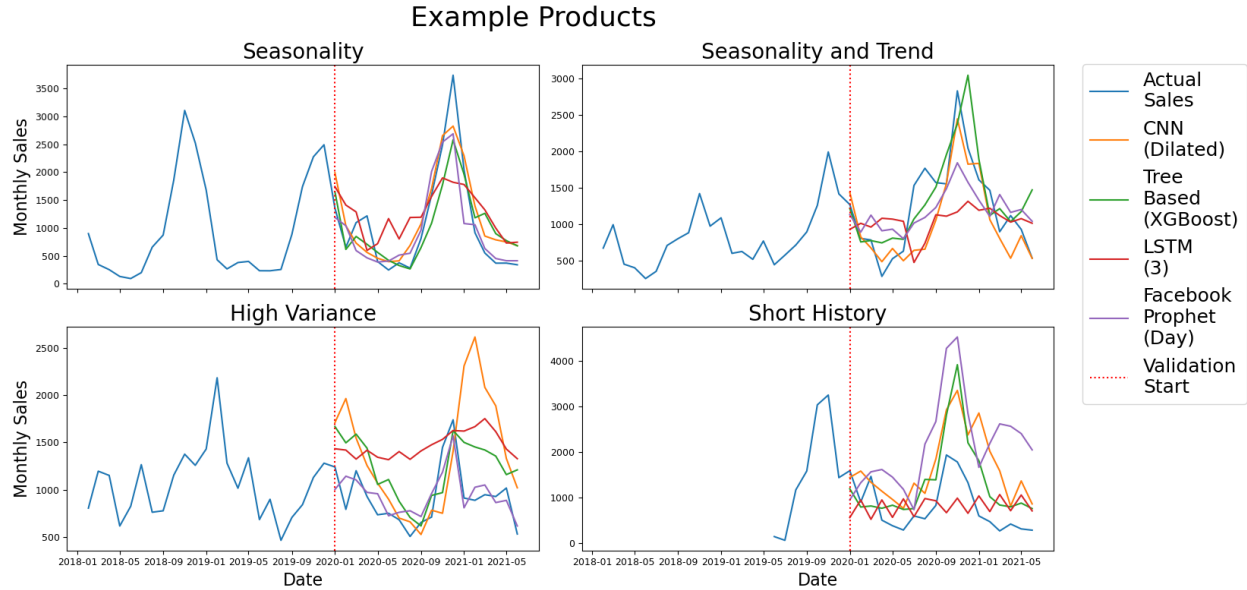 Example Products
Seasonality
Seasonality and Trend
Monthly Sales
3500
3000
2500
2000
1500
1000
500
0
3000
2500
2000
1500
1000
500
Actual
Sales
CNN
(Dilated)
Tree
Based
(XGBoost)
LSTM
(3)
Facebook
Prophet
(Day)
Validation
Start
High Variance
Short History
Monthly Sales
2500
2000
1500
1000
500
4000
3000
2000
1000
0
2018-01 2018-05 2018-09 2019-01 2019-05 2019-09 2020-01 2020-05 2020-09 2021-01 2021-05
2018-01 2018-05 2018-09 2019-01 2019-05 2019-09 2020-01 2020-05 2020-09 2021-01 2021-05
Date
Date